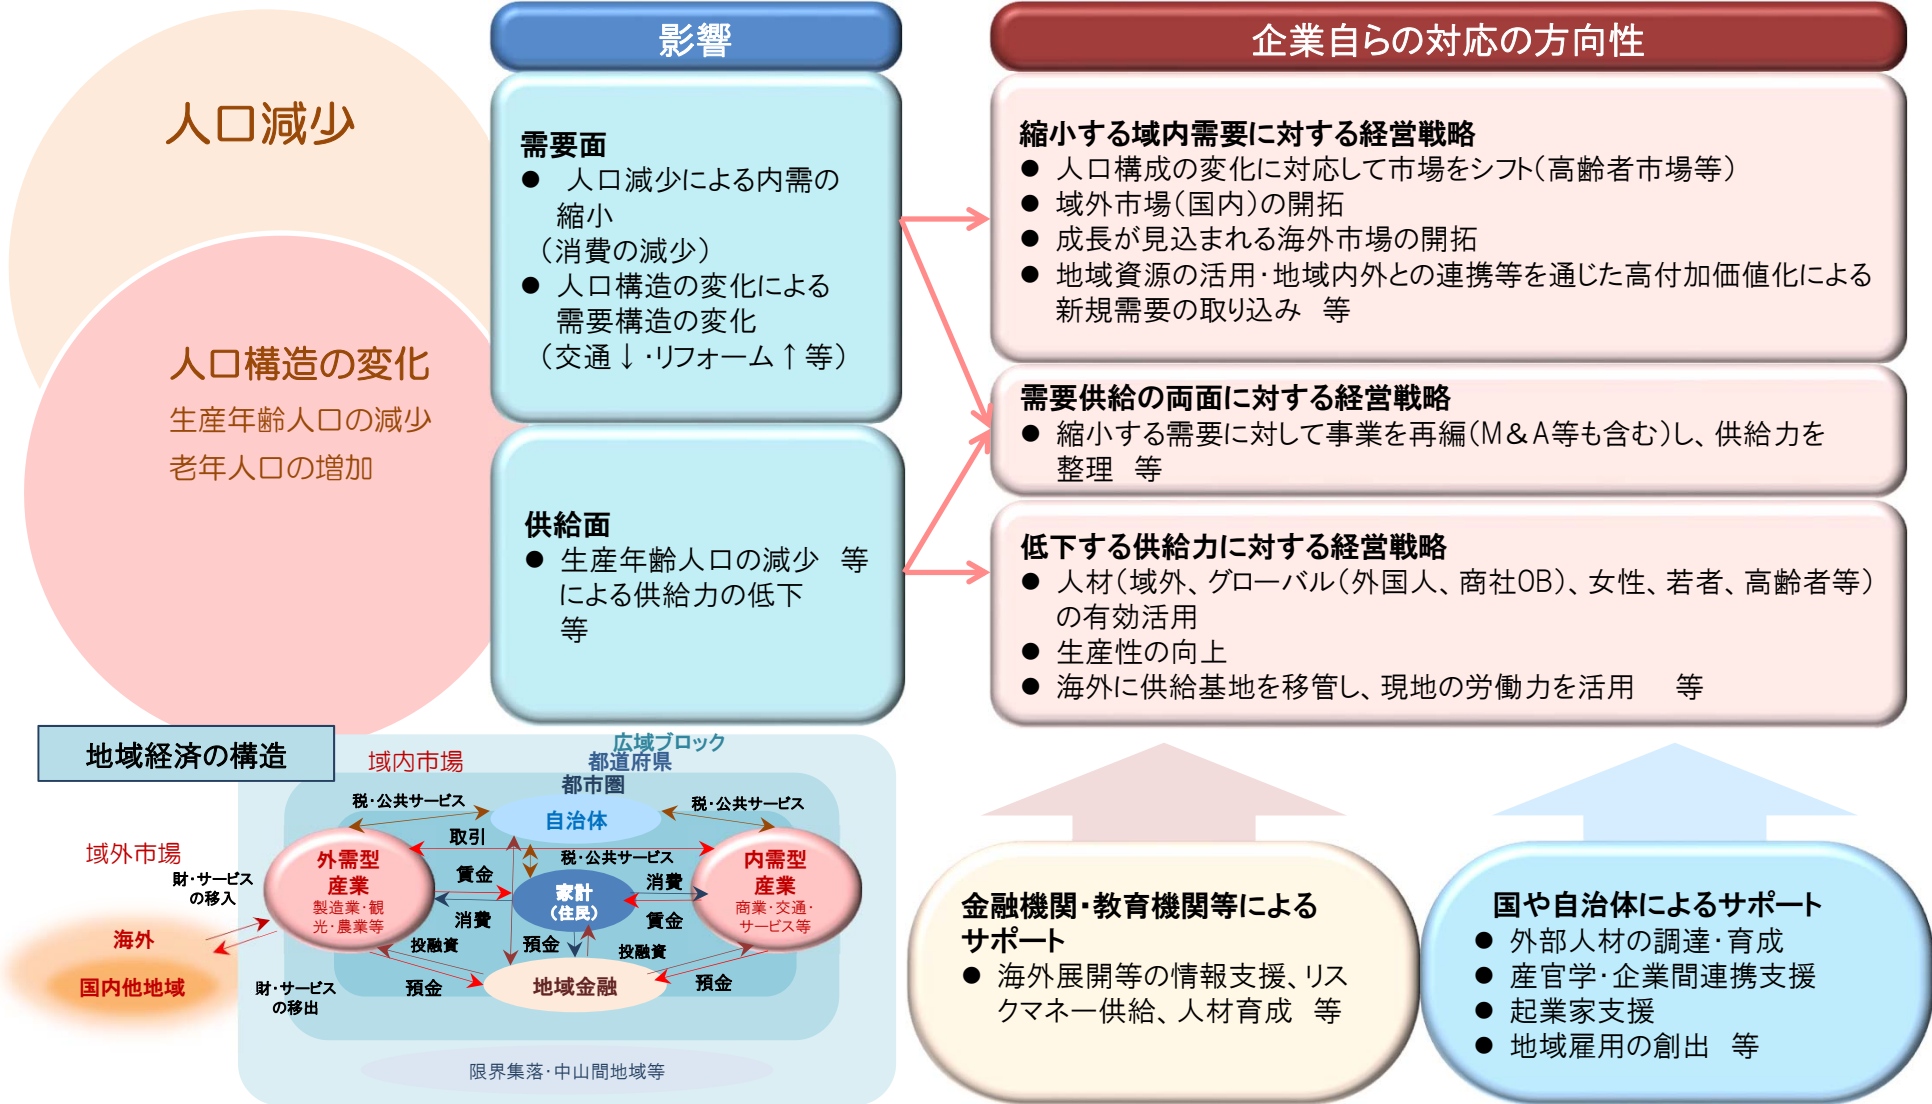 人口減少
人口構造の変化
生産年齢人口の減少
老年人口の増加
影響
需要面
● 人口減少による内需の
縮小
（消費の減少）
● 人口構造の変化による
需要構造の変化
（交通↓・リフォーム↑等）
供給面
● 生産年齢人口の減少　等
による供給力の低下
等
企業自らの対応の方向性
縮小する域内需要に対する経営戦略
● 人口構成の変化に対応して市場をシフト（高齢者市場等）
● 域外市場（国内）の開拓
● 成長が見込まれる海外市場の開拓
● 地域資源の活用・地域内外との連携等を通じた高付加価値化による
新規需要の取り込み　等
需要供給の両面に対する経営戦略
● 縮小する需要に対して事業を再編（M＆A等も含む）し、供給力を
整理　等
低下する供給力に対する経営戦略
● 人材（域外、グローバル（外国人、商社OB）、女性、若者、高齢者等）
の有効活用
● 生産性の向上
● 海外に供給基地を移管し、現地の労働力を活用　等
地域経済の構造
広域ブロック
都道府県
都市圏
域内市場
税・公共サービス
自治体
税・公共サービス
取引
域外市場
外需型
産業
製造業・観
光・農業等
税・公共サービス
内需型
産業
商業・交通・
サービス等
賃金
家計
（住民）
消費
財・サービス
の移入
消費
賃金
海外
国内他地域
投融資
預金
投融資
預金
地域金融
預金
財・サービス
の移出
限界集落・中山間地域等
金融機関・教育機関等による
サポート
● 海外展開等の情報支援、リス
クマネー供給、人材育成　等
国や自治体によるサポート
● 外部人材の調達・育成
● 産官学・企業間連携支援
● 起業家支援
● 地域雇用の創出　等